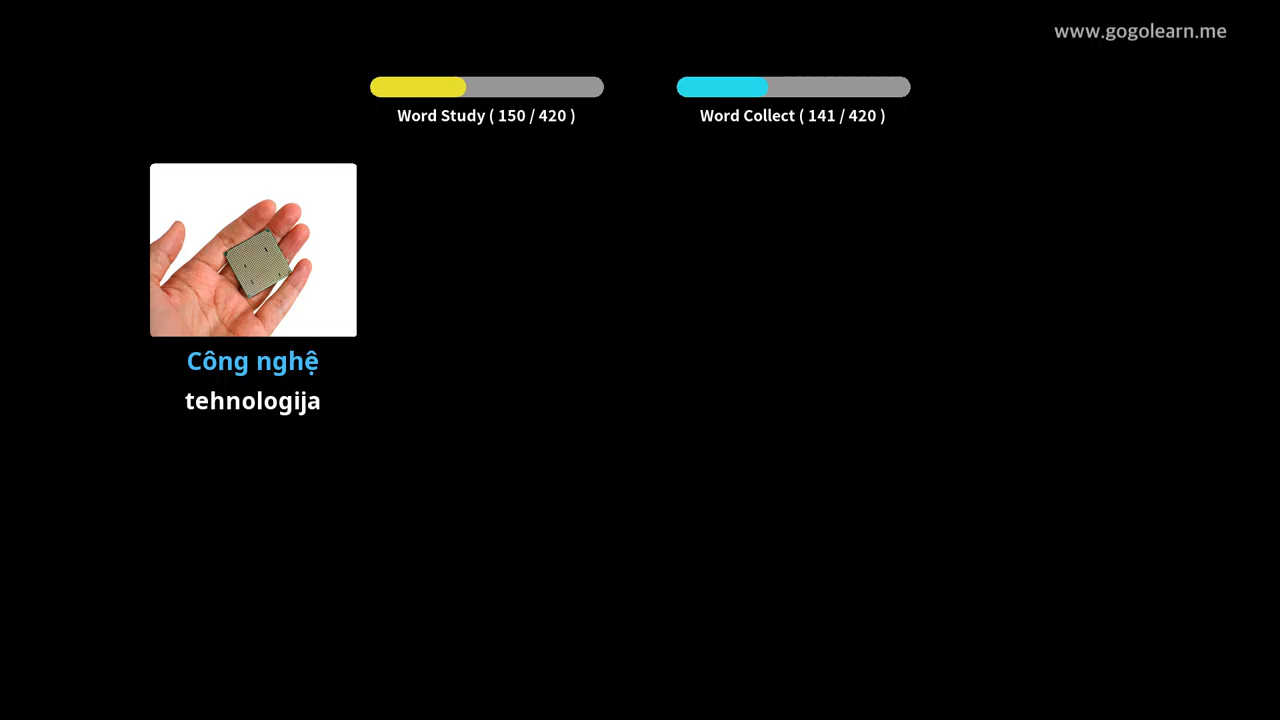 www.gogolearn.me
Word Study ( 150 / 420 )
Word Collect ( 141 / 420 )
Công nghệ
tehnologija